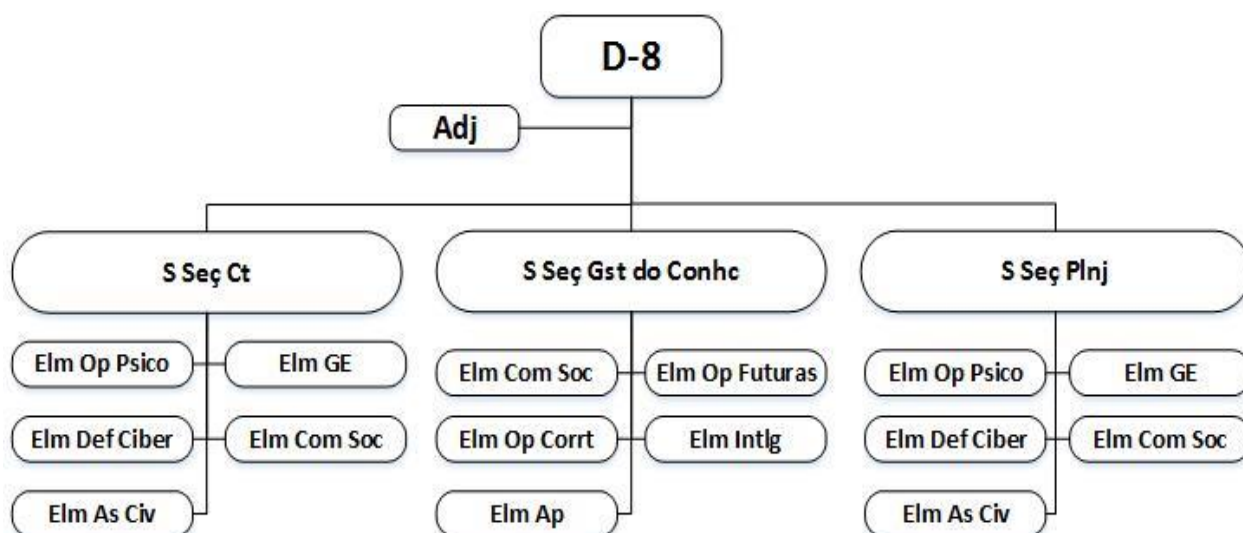 D-8
Adj
S Seç Ct
S Seç Gst do Conhc
S Seç Plnj
Elm Op Psico
Elm GE
Elm Def Ciber
Elm Com Soc
Elm As Civ
Elm Com Soc
Elm Op Futuras
Elm Op Corrt
Elm Intlg
Elm Ap
Elm Op Psico
Elm GE
Elm Def Ciber
Elm Com Soc
Elm As Civ